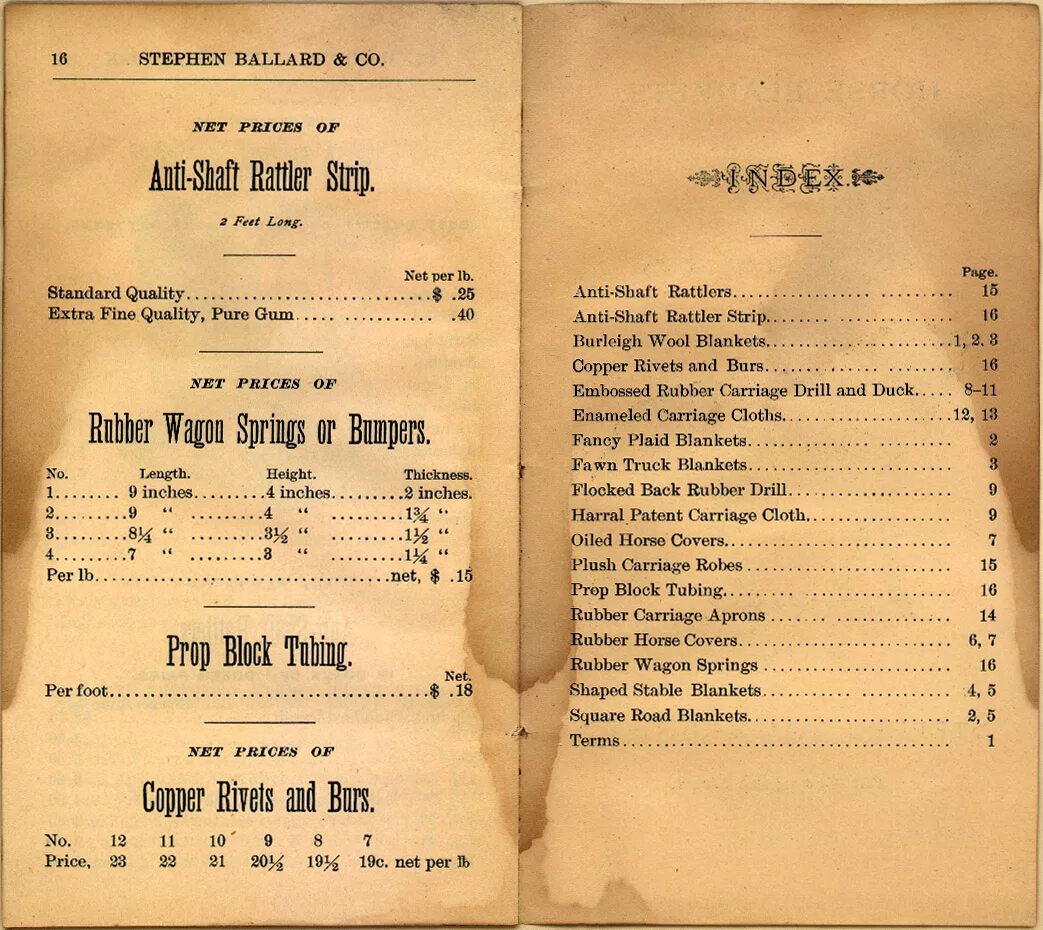 16 STEPHEN BALLARD & CO.
NET PRICES OF
Anti-Shaft Rattler Strip.
2 Feet Long.
Net per lb.
Standard Quality..............................$ .25
Extra Fine Quality, Pure Gum..... ........... .40
NET PRICES OF
Rubber Wagon Springs or Bumpers.
No. Length. Height. Thickness.
1........ 9 inches.........4 inches.........2 inches.
2.........9 “ .........4 “ .........1¾ “
3.........8¼ “ .........3½ “ .........1½ “
4.........7 “ .........3 “ .........1¼ “
Per lb.....................................net, $ .15
Prop Block Tubing.
Net.
Per foot........................................$ .18
NET PRICES OF
Copper Rivets and Burs.
No. 12 11 10 9 8 7
Price, 23 22 21 20½ 19½ 19c. net per lb
INDEX.
Page.
Anti-Shaft Rattlers........................... 15
Anti-Shaft Rattler Strip....................... 16
Burleigh Wool Blankets.......................1, 2, 3
Copper Rivets and Burs....................... 16
Embossed Rubber Carriage Drill and Duck..... 8-11
Enameled Carriage Cloths.....................12, 13
Fancy Plaid Blankets......................... 2
Fawn Truck Blankets......................... 3
Flocked Back Rubber Drill.................... 9
Harral Patent Carriage Cloth.................. 9
Oiled Horse Covers............................ 7
Plush Carriage Robes ......................... 15
Prop Block Tubing............................ 16
Rubber Carriage Aprons ...................... 14
Rubber Horse Covers.......................... 6, 7
Rubber Wagon Springs ....................... 16
Shaped Stable Blankets....................... 4, 5
Square Road Blankets......................... 2, 5
Terms........................................ 1